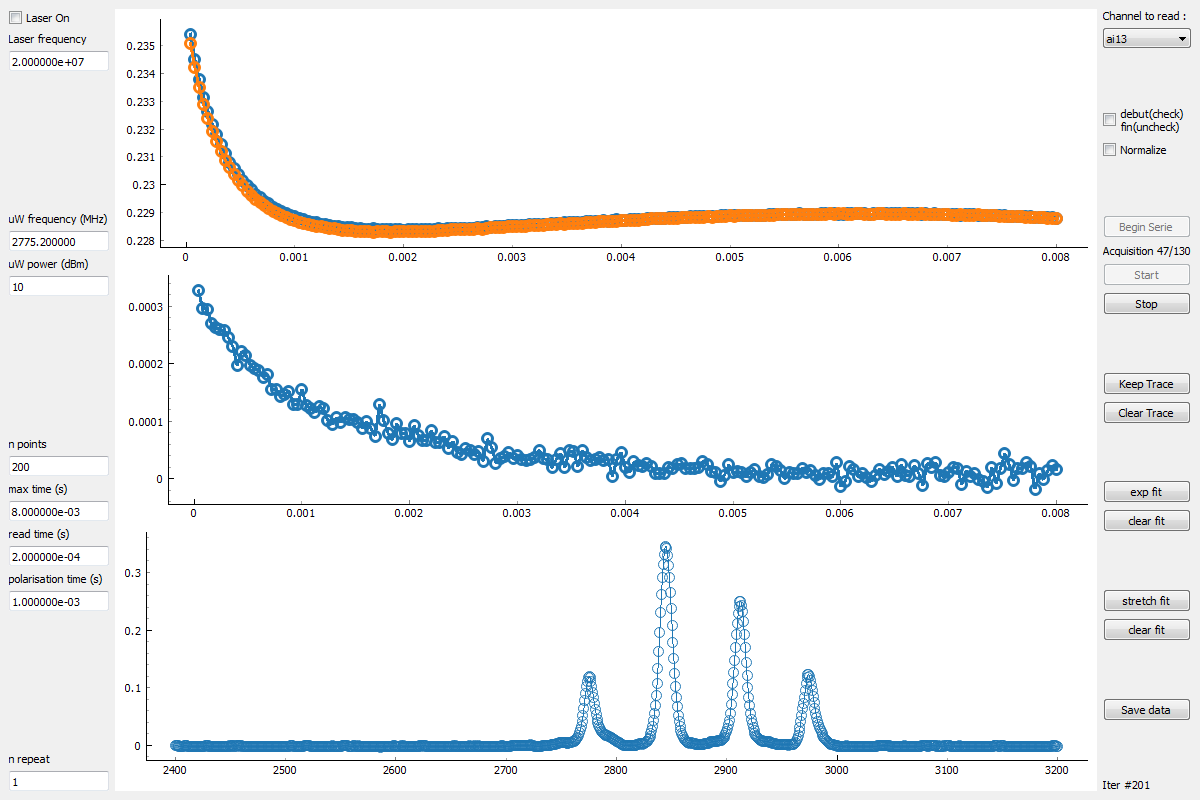 Laser On
Laser frequency
2.000000e+07
uW frequency (MHz)
2775.200000
uW power (dBm)
10
n points
200
max time (s)
8.000000e-03
read time (s)
2.000000e-04
polarisation time (s)
1.000000e-03
n repeat
1
0.235
0.234
0.233
0.232
0.231
0.23
0.229
0.228
0 0.001 0.002 0.003 0.004 0.005 0.006 0.007 0.008
0.0003
0.0002
0.0001
0
0 0.001 0.002 0.003 0.004 0.005 0.006 0.007 0.008
0.3
0.2
0.1
0
2400 2500 2600 2700 2800 2900 3000 3100 3200
Channel to read :
ai13
debut(check)
fin(uncheck)
Normalize
Begin Serie
Acquisition 47/130
Start
Stop
Keep Trace
Clear Trace
exp fit
clear fit
stretch fit
clear fit
Save data
Iter #201